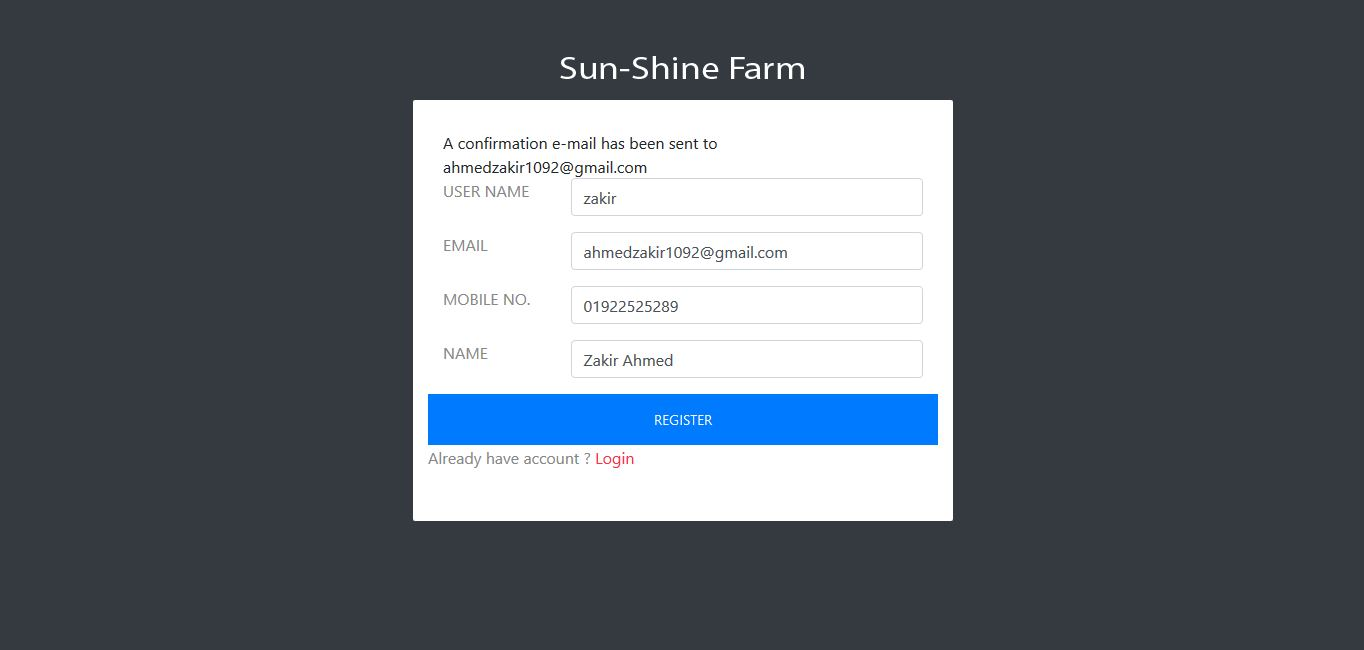 Sun-Shine Farm
A confirmation e-mail has been sent to
ahmedzakir1092@gmail.com
USER NAME zakir
EMAIL ahmedzakir1092@gmail.com
MOBILE NO. 01922525289
NAME Zakir Ahmed
REGISTER
Already have account ? Login